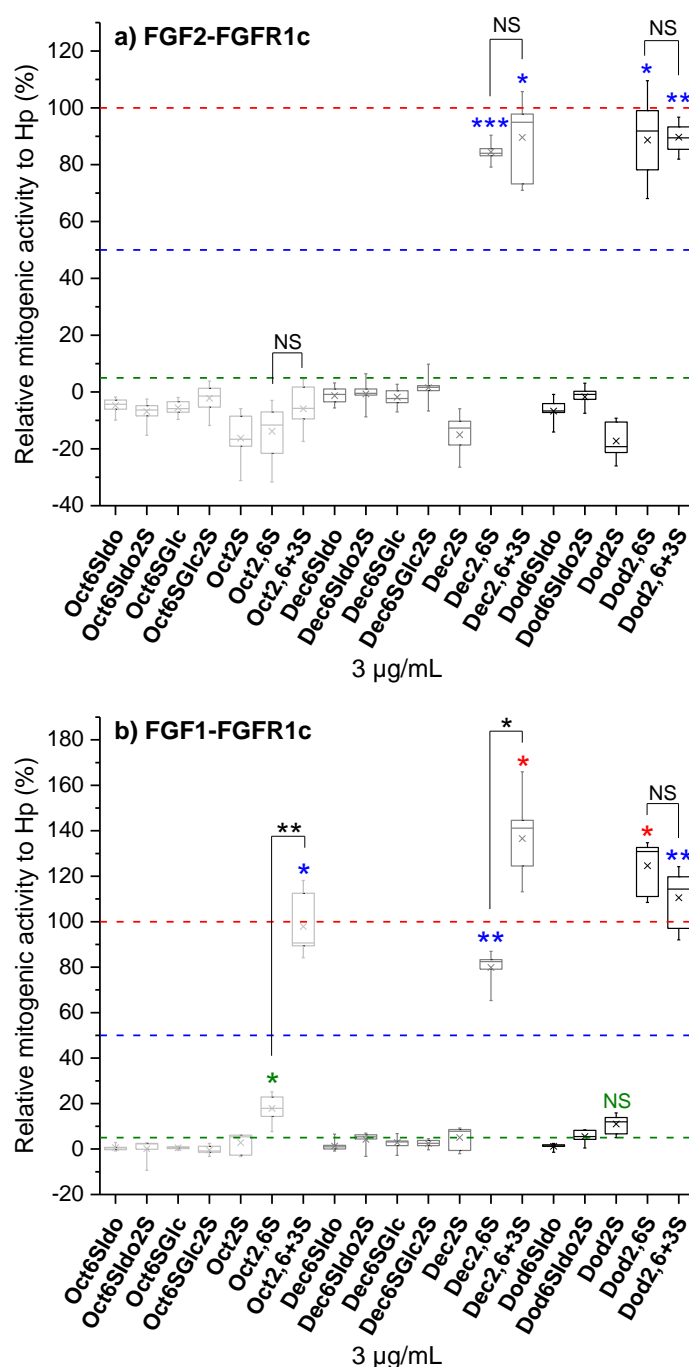 a) FGF2-FGFR1c
NS
NS
*
*
***
**
NS
Relative mitogenic activity to Hp (%)
120
100
80
60
40
20
0
-20
-40
Oct6SIdo
Oct6SIdo2S
Oct6SGlc
Oct6SGlc2S
Oct2S
Oct2,6S
Oct2,6+3S
Dec6SIdo
Dec6SIdo2S
Dec6SGlc
Dec6SGlc2S
Dec2S
Dec2,6S
Dec2,6+3S
Dod6SIdo
Dod6SIdo2S
Dod2S
Dod2,6S
Dod2,6+3S
3 µg/mL
b) FGF1-FGFR1c
*
*
NS
*
**
**
*
**
*
NS
Relative mitogenic activity to Hp (%)
180
160
140
120
100
80
60
40
20
0
-20
Oct6SIdo
Oct6SIdo2S
Oct6SGlc
Oct6SGlc2S
Oct2S
Oct2,6S
Oct2,6+3S
Dec6SIdo
Dec6SIdo2S
Dec6SGlc
Dec6SGlc2S
Dec2S
Dec2,6S
Dec2,6+3S
Dod6SIdo
Dod6SIdo2S
Dod2S
Dod2,6S
Dod2,6+3S
3 µg/mL